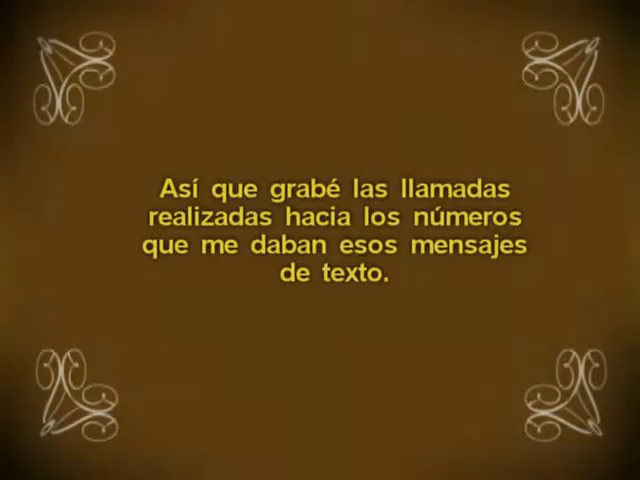 Así que grabé las llamadas
realizadas hacia los números
que me daban esos mensajes
de texto.